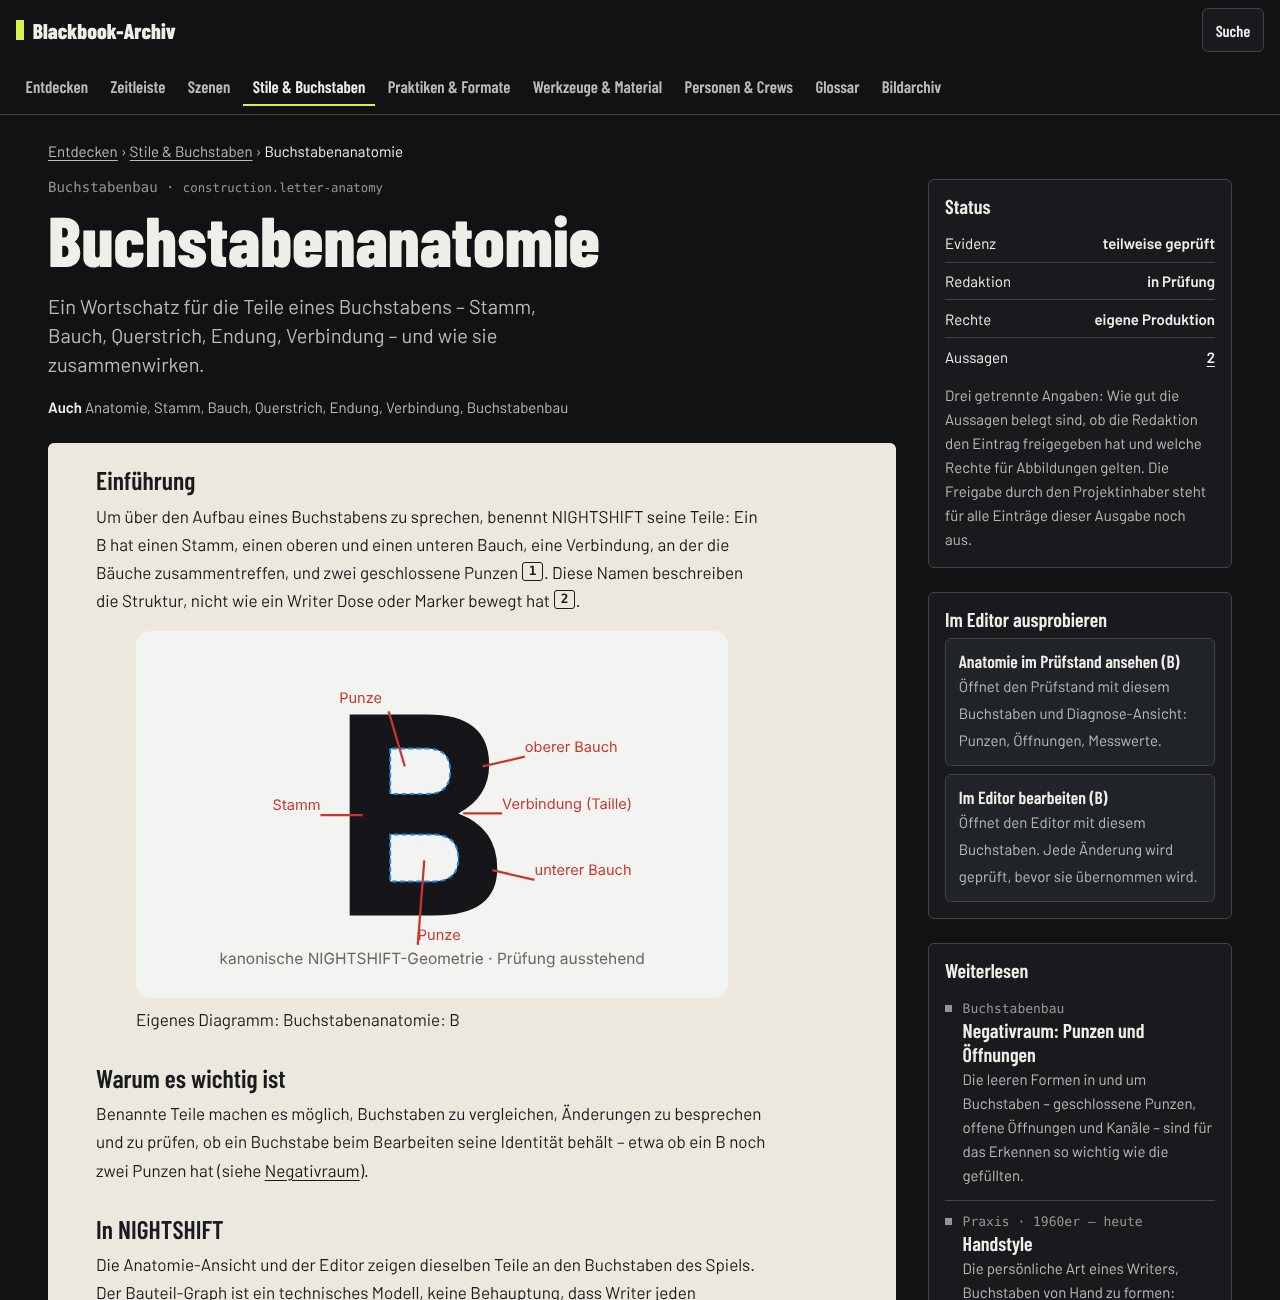 Blackbook-Archiv
Suche
Entdecken
Zeitleiste
Szenen
Stile & Buchstaben
Praktiken & Formate
Werkzeuge & Material
Personen & Crews
Glossar
Bildarchiv
Entdecken › Stile & Buchstaben › Buchstabenanatomie
Buchstabenbau · construction.letter-anatomy
Buchstabenanatomie
Ein Wortschatz für die Teile eines Buchstabens – Stamm,
Bauch, Querstrich, Endung, Verbindung – und wie sie
zusammenwirken.
Auch Anatomie, Stamm, Bauch, Querstrich, Endung, Verbindung, Buchstabenbau
Einführung
Um über den Aufbau eines Buchstabens zu sprechen, benennt NIGHTSHIFT seine Teile: Ein
B hat einen Stamm, einen oberen und einen unteren Bauch, eine Verbindung, an der die
Bäuche zusammentreffen, und zwei geschlossene Punzen 1. Diese Namen beschreiben
die Struktur, nicht wie ein Writer Dose oder Marker bewegt hat 2.
Punze
oberer Bauch
Stamm
Verbindung (Taille)
unterer Bauch
Punze
B
kanonische NIGHTSHIFT-Geometrie · Prüfung ausstehend
Eigenes Diagramm: Buchstabenanatomie: B
Warum es wichtig ist
Benannte Teile machen es möglich, Buchstaben zu vergleichen, Änderungen zu besprechen
und zu prüfen, ob ein Buchstabe beim Bearbeiten seine Identität behält – etwa ob ein B noch
zwei Punzen hat (siehe Negativraum).
In NIGHTSHIFT
Die Anatomie-Ansicht und der Editor zeigen dieselben Teile an den Buchstaben des Spiels.
Der Bauteil-Graph ist ein technisches Modell, keine Behauptung, dass Writer jeden
Status
Evidenz teilweise geprüft
Redaktion in Prüfung
Rechte eigene Produktion
Aussagen 2
Drei getrennte Angaben: Wie gut die
Aussagen belegt sind, ob die Redaktion
den Eintrag freigegeben hat und welche
Rechte für Abbildungen gelten. Die
Freigabe durch den Projektinhaber steht
für alle Einträge dieser Ausgabe noch
aus.
Im Editor ausprobieren
Anatomie im Prüfstand ansehen (B)
Öffnet den Prüfstand mit diesem
Buchstaben und Diagnose-Ansicht:
Punzen, Öffnungen, Messwerte.
Im Editor bearbeiten (B)
Öffnet den Editor mit diesem
Buchstaben. Jede Änderung wird
geprüft, bevor sie übernommen wird.
Weiterlesen
Buchstabenbau
Negativraum: Punzen und
Öffnungen
Die leeren Formen in und um
Buchstaben – geschlossene Punzen,
offene Öffnungen und Kanäle – sind für
das Erkennen so wichtig wie die
gefüllten.
Praxis · 1960er – heute
Handstyle
Die persönliche Art eines Writers,
Buchstaben von Hand zu formen: